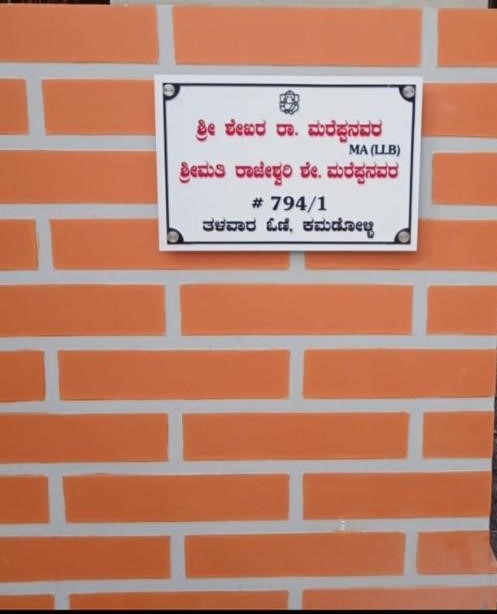 ಶ್ರೀ ಶೇಖರ ರಾ. ಮರೆಪ್ಪನವರ
MA (LLB)
ಶ್ರೀಮತಿ ರಾಜೇಶ್ವರಿ ಶೇ. ಮರೆಪ್ಪನವರ
# 794/1
ತಳವಾರ ಓಣಿ, ಕಮಡೊಳ್ಳಿ